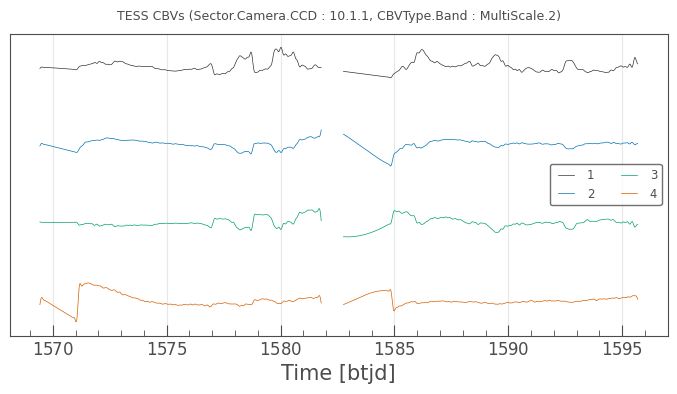 TESS CBVs (Sector.Camera.CCD : 10.1.1, CBVType.Band : MultiScale.2)
1 3
2 4
1570 1575 1580 1585 1590 1595
Time [btjd]